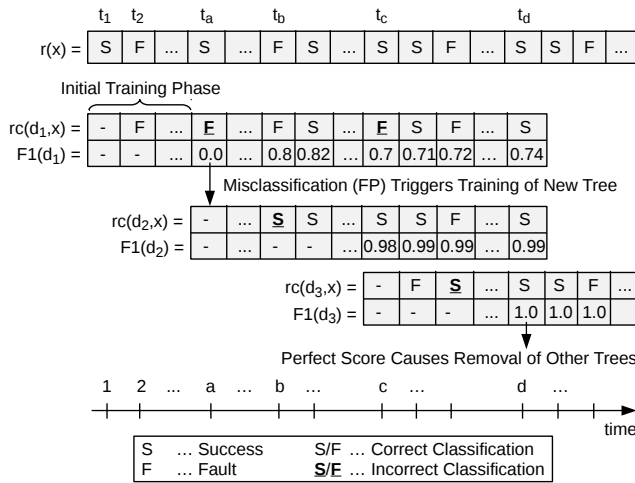 t1 t2 ta tb tc td
r(x) = S F ... S ... F S ... S S F ... S S F ...
Initial Training Phase
rc(d1,x) = - F ... F ... F S ... F S F ... S
F1(d1) = - - ... 0.0 ... 0.8 0.82 ... 0.7 0.71 0.72 ... 0.74
Misclassification (FP) Triggers Training of New Tree
rc(d2,x) = - ... S S ... S S F ... S
F1(d2) = - ... - - ... 0.98 0.99 0.99 ... 0.99
rc(d3,x) = - F S ... S S F ...
F1(d3) = - - - ... 1.0 1.0 1.0
Perfect Score Causes Removal of Other Trees
1 2 ... a ... b ... c ... d ...
time
S ... Success S/F ... Correct Classification
F ... Fault S/F ... Incorrect Classification